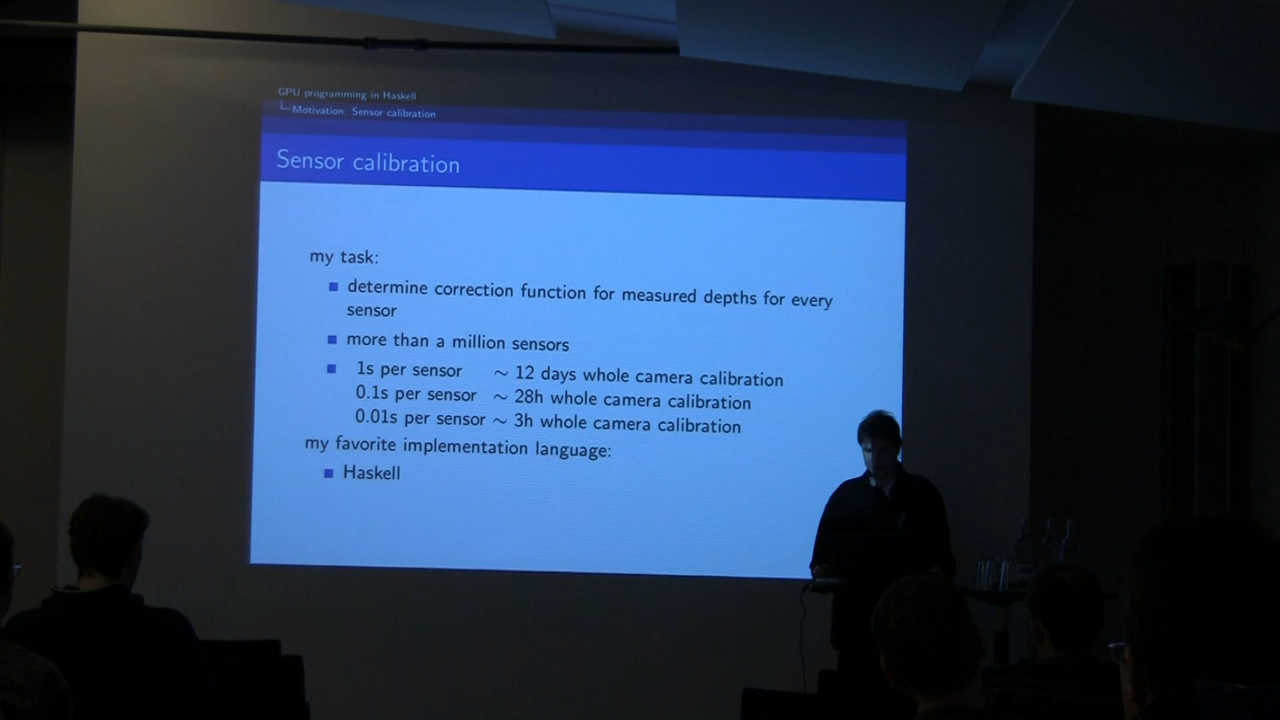 GPU programming in Haskell
Motivation: Sensor calibration
Sensor calibration
my task:
determine correction function for measured depths for every
sensor
more than a million sensors
1s per sensor ∼ 12 days whole camera calibration
0.1s per sensor ∼ 28h whole camera calibration
0.01s per sensor ∼ 3h whole camera calibration
my favorite implementation language:
Haskell